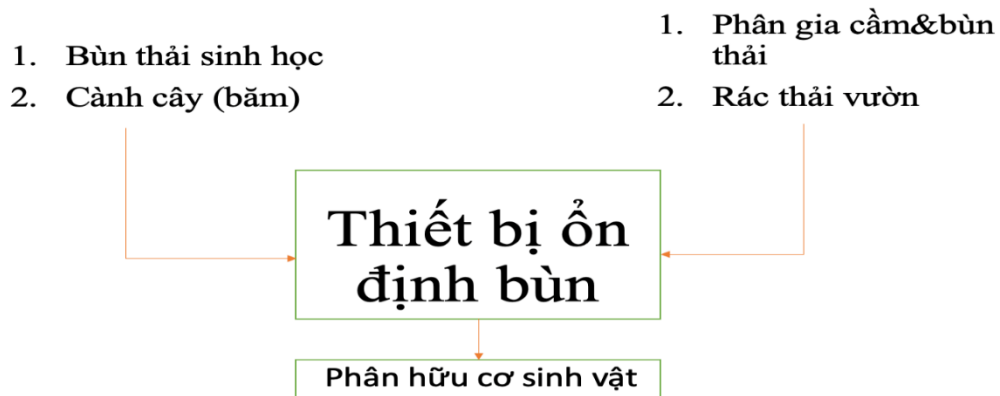 1. Bùn thải sinh học
2. Cành cây (băm)
1. Phân gia cầm&bùn
thải
2. Rác thải vườn
Thiết bị ổn
định bùn
Phân hữu cơ sinh vật